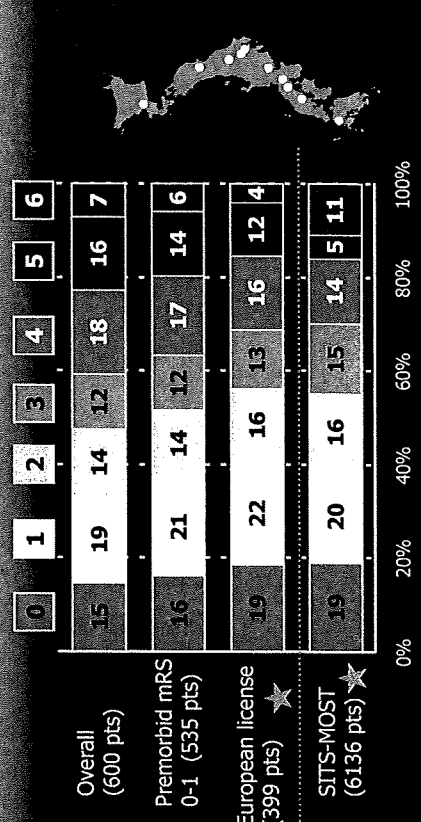 0 1 2 3 4 5 6
Overall
(600 pts)
15 19 14 12 18 16 7
Premorbid mRS
0-1 (535 pts)
16 21 14 12 17 14 6
European license
(399 pts)
19 22 16 13 16 12 4
SITS-MOST
(6136 pts)
19 20 16 15 14 5 11
0% 20% 40% 60% 80% 100%